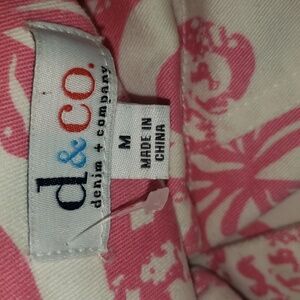 d & co.
denim + company
M
MADE IN
CHINA